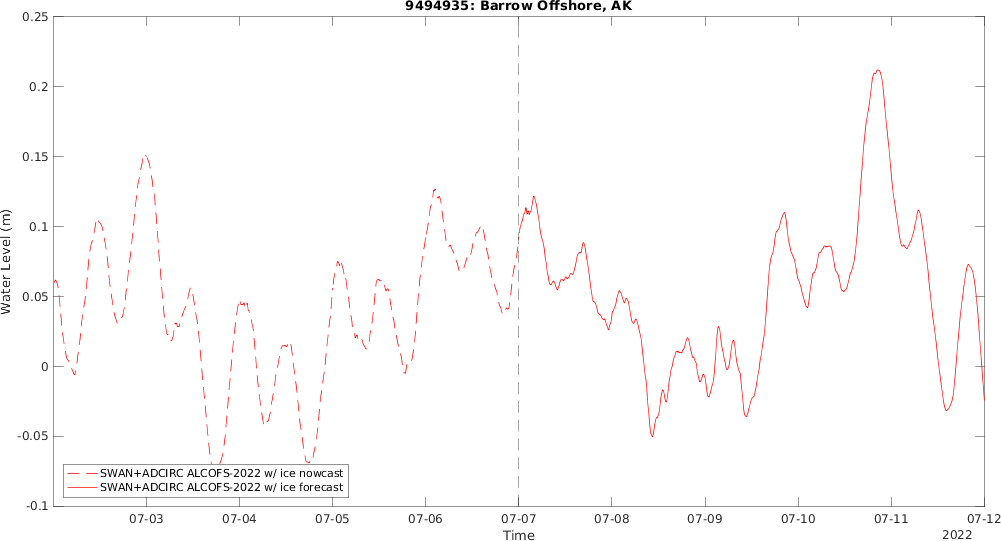 9494935: Barrow Offshore, AK
0.25
0.2
0.15
0.1
0.05
0
-0.05
-0.1
Water Level (m)
SWAN+ADCIRC ALCOFS-2022 w/ ice nowcast
SWAN+ADCIRC ALCOFS-2022 w/ ice forecast
07-03 07-04 07-05 07-06 07-07 07-08 07-09 07-10 07-11 07-12
Time
2022